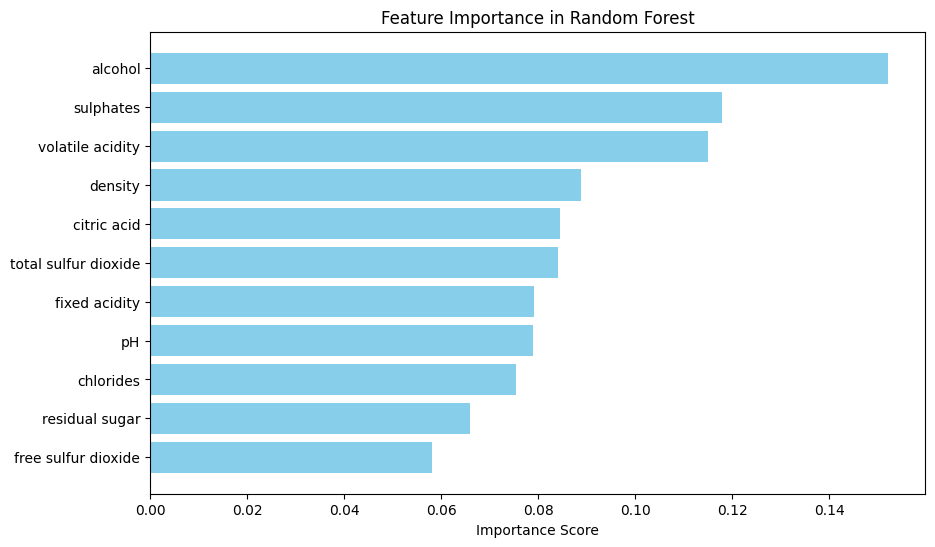 Feature Importance in Random Forest
alcohol
sulphates
volatile acidity
density
citric acid
total sulfur dioxide
fixed acidity
pH
chlorides
residual sugar
free sulfur dioxide
0.00 0.02 0.04 0.06 0.08 0.10 0.12 0.14
Importance Score